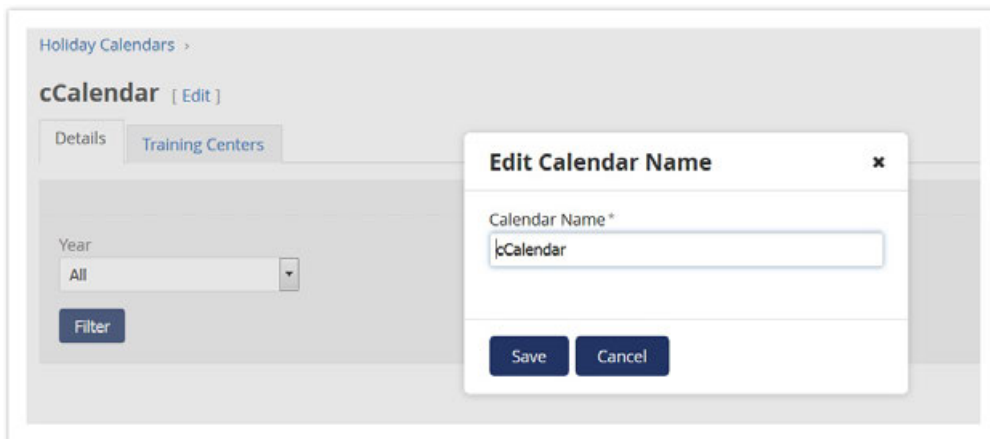 Holiday Calendars ›
cCalendar [ Edit ]
Details Training Centers
Edit Calendar Name ×
Calendar Name *
cCalendar
Year
All
Filter
Save Cancel